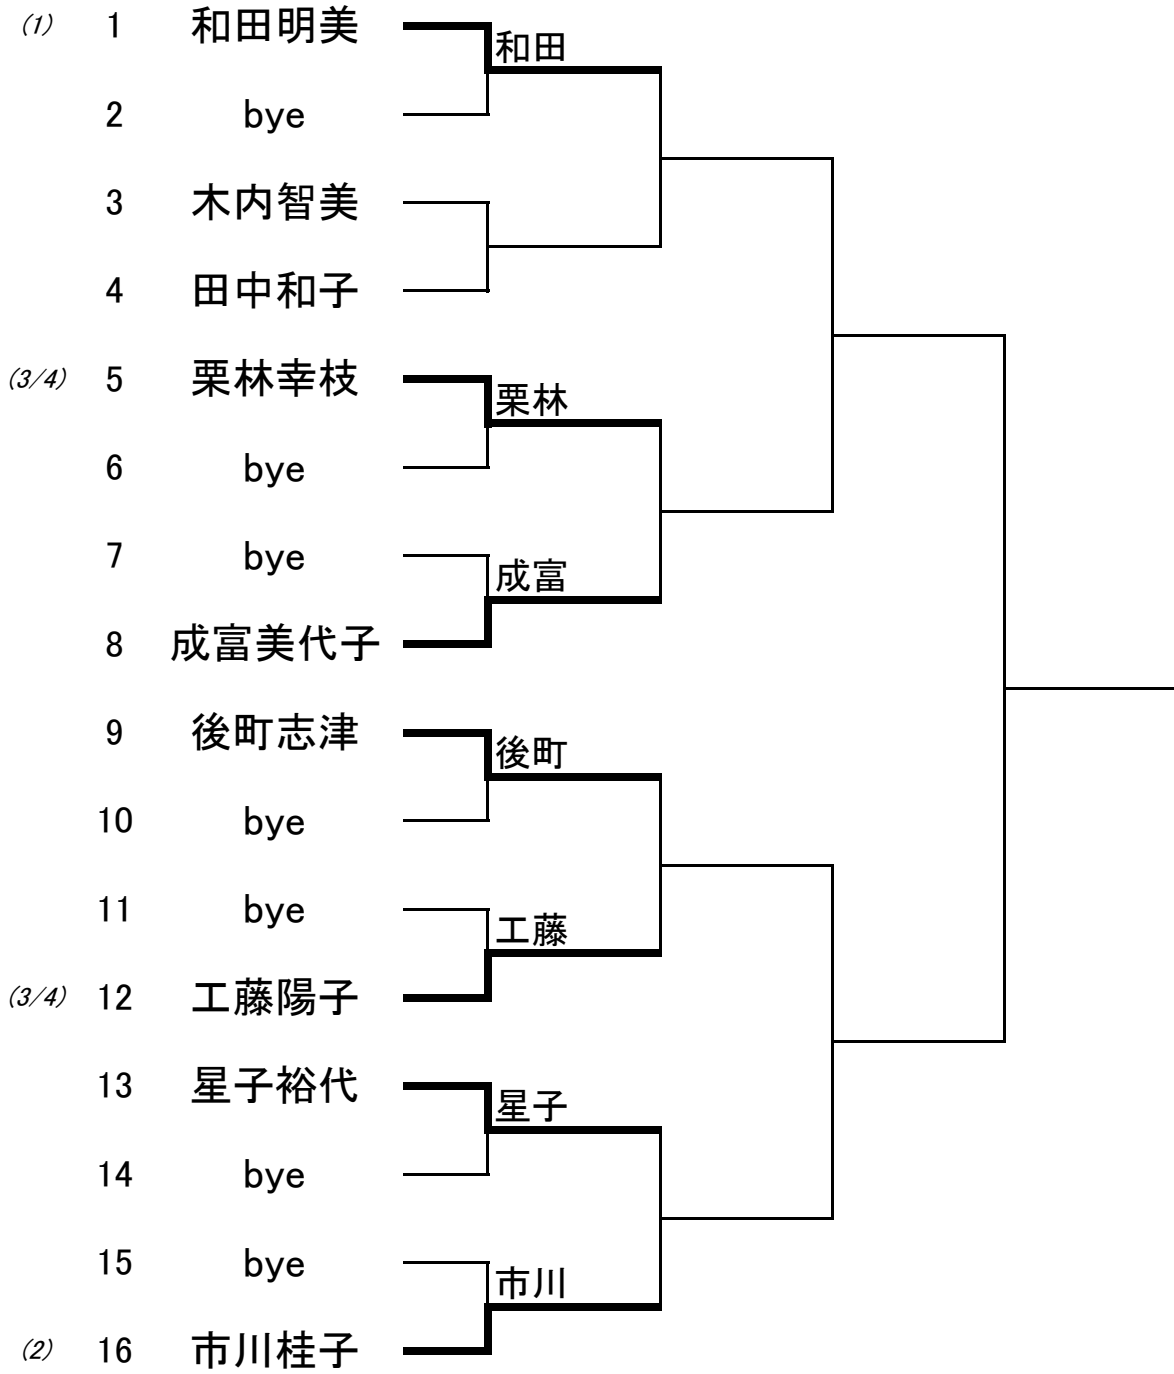 (1) 1 和田明美
和田
2 bye
3 木内智美
4 田中和子
(3/4) 5 栗林幸枝
栗林
6 bye
7 bye
成富
8 成富美代子
9 後町志津
後町
10 bye
11 bye
工藤
(3/4) 12 工藤陽子
13 星子裕代
星子
14 bye
15 bye
市川
(2) 16 市川桂子